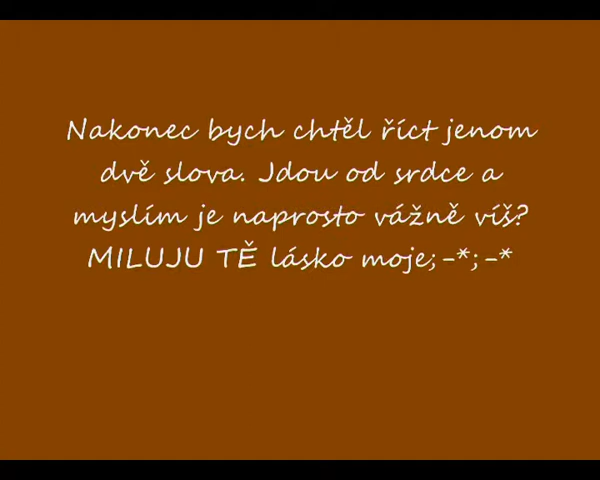 Nakonec bych chtěl říct jenom
dvě slova. Jdou od srdce a
myslím je naprosto vážně víš?
MILUJU TĚ lásko moje;-*;-*